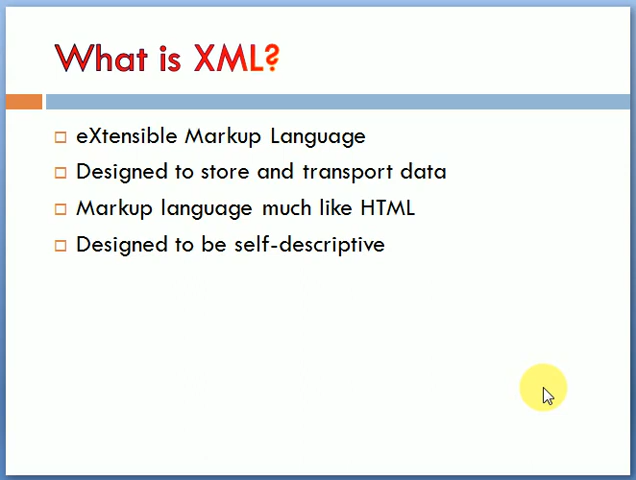 What is XML?
eXtensible Markup Language
Designed to store and transport data
Markup language much like HTML
Designed to be self-descriptive